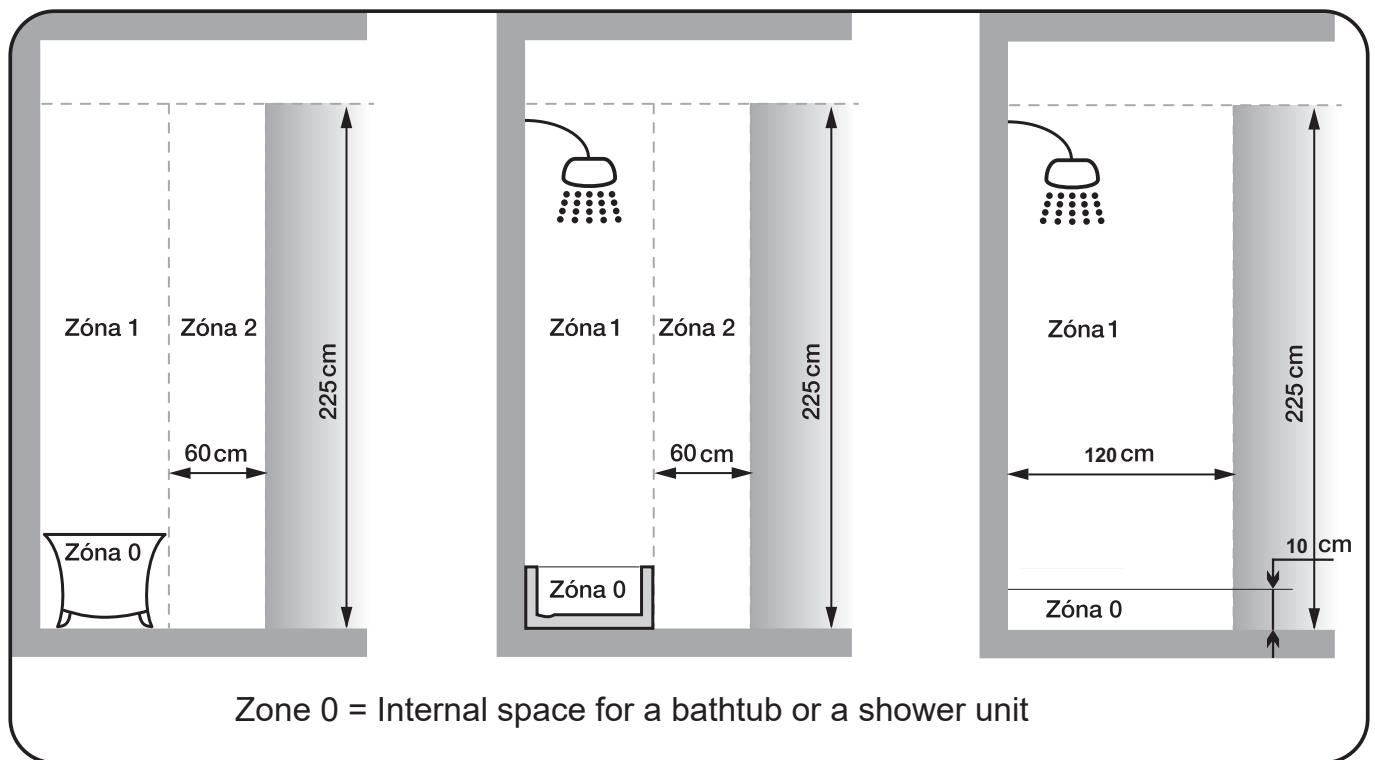 Zóna 1
Zóna 2
225 cm
60 cm
Zóna 0
Zóna 1
Zóna 2
225 cm
60 cm
Zóna 0
Zóna 1
225 cm
120 cm
10 cm
Zóna 0
Zone 0 = Internal space for a bathtub or a shower unit